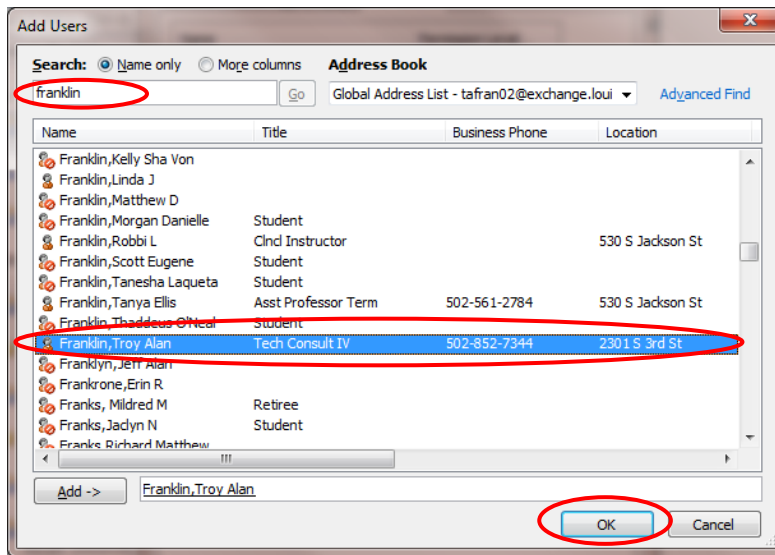 Add Users
Search: Name only More columns Address Book
franklin Go Global Address List - tafran02@exchange.loui Advanced Find
Name Title Business Phone Location
Franklin,Kelly Sha Von
Franklin,Linda J
Franklin,Matthew D
Franklin,Morgan Danielle Student
Franklin,Robbi L Clncl Instructor 530 S Jackson St
Franklin,Scott Eugene Student
Franklin,Tanesha Laqueta Student
Franklin,Tanya Ellis Asst Professor Term 502-561-2784 530 S Jackson St
Franklin,Thaddeus O'Neal Student
Franklin,Troy Alan Tech Consult IV 502-852-7344 2301 S 3rd St
Franklyn,Jeff Alan
Frankrone,Erin R
Franks, Mildred M Retiree
Franks,Jaclyn N Student
Franks Richard Matthew
Add -> Franklin,Troy Alan
OK Cancel